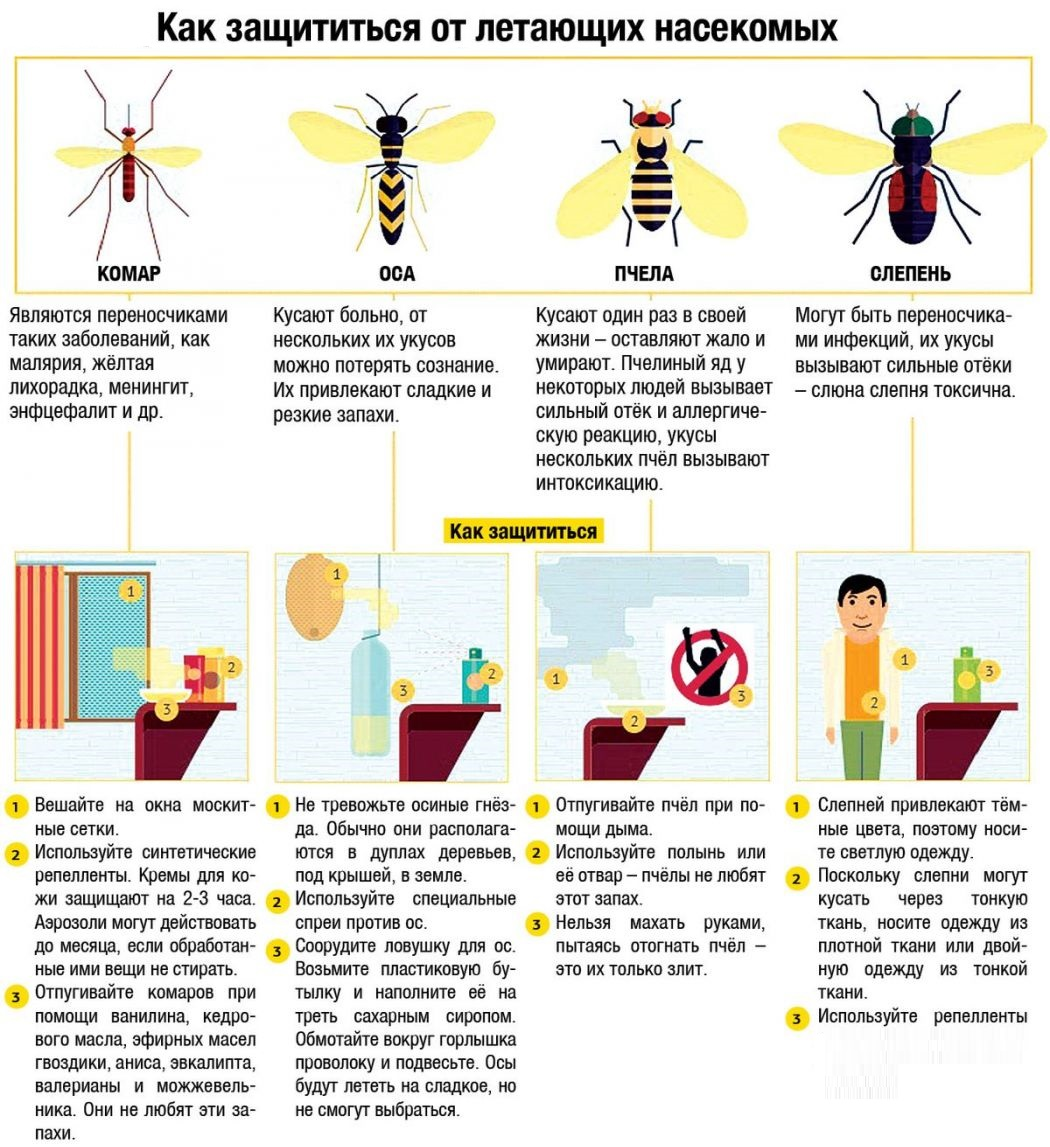 Как защититься от летающих насекомых
КОМАР
ОСА
ПЧЕЛА
СЛЕПЕНЬ
Являются переносчиками
таких заболеваний, как
малярия, жёлтая
лихорадка, менингит,
энфцефалит и др.
Кусают больно, от
нескольких их укусов
можно потерять сознание.
Их привлекают сладкие и
резкие запахи.
Кусают один раз в своей
жизни – оставляют жало и
умирают. Пчелиный яд у
некоторых людей вызывает
сильный отёк и аллергиче-
скую реакцию, укусы
нескольких пчёл вызывают
интоксикацию.
Могут быть переносчика-
ми инфекций, их укусы
вызывают сильные отёки
– слюна слепня токсична.
Как защититься
1
2
3
1
2
3
1
2
3
1
2
3
1 Вешайте на окна москит-
ные сетки.
2 Используйте синтетические
репелленты. Кремы для ко-
жи защищают на 2-3 часа.
Аэрозоли могут действовать
до месяца, если обработан-
ные ими вещи не стирать.
3 Отпугивайте комаров при
помощи ванилина, кедро-
вого масла, эфирных масел
гвоздики, аниса, эвкалипта,
валерианы и можжевель-
ника. Они не любят эти за-
пахи.
1 Не тревожьте осиные гнёз-
да. Обычно они располага-
ются в дуплах деревьев,
под крышей, в земле.
2 Используйте специальные
спреи против ос.
3 Соорудите ловушку для ос.
Возьмите пластиковую бу-
тылку и наполните её на
треть сахарным сиропом.
Обмотайте вокруг горлышка
проволоку и подвесьте. Осы
будут лететь на сладкое, но
не смогут выбраться.
1 Отпугивайте пчёл при по-
мощи дыма.
2 Используйте полынь или
её отвар – пчёлы не любят
этот запах.
3 Нельзя махать руками,
пытаясь отогнать пчёл –
это их только злит.
1 Слепней привлекают тём-
ные цвета, поэтому носи-
те светлую одежду.
2 Поскольку слепни могут
кусать через тонкую
ткань, носите одежду из
плотной ткани или двой-
ную одежду из тонкой
ткани.
3 Используйте репелленты